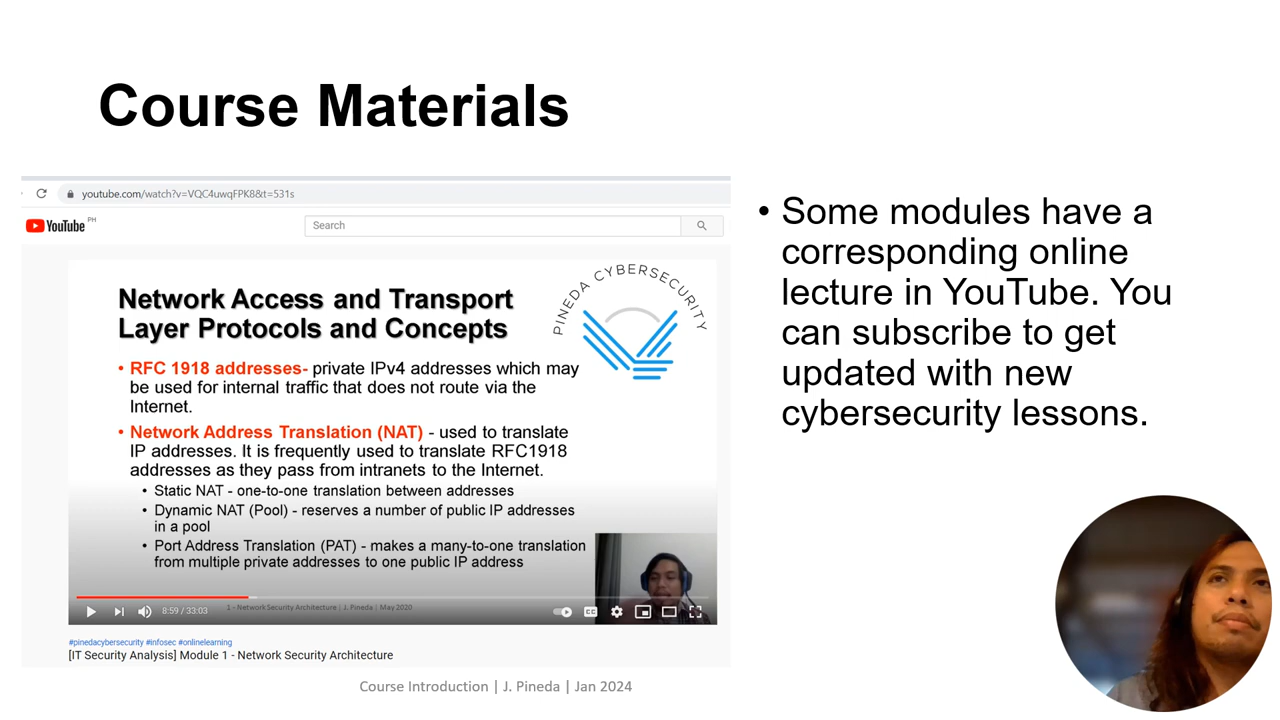 Course Materials
youtube.com/watch?v=VQC4uwqFPK8&t=531s
YouTube PH
Search
PINEDA CYBERSECURITY
Network Access and Transport
Layer Protocols and Concepts
• RFC 1918 addresses- private IPv4 addresses which may
be used for internal traffic that does not route via the
Internet.
• Network Address Translation (NAT) - used to translate
IP addresses. It is frequently used to translate RFC1918
addresses as they pass from intranets to the Internet.
• Static NAT - one-to-one translation between addresses
• Dynamic NAT (Pool) - reserves a number of public IP addresses
in a pool
• Port Address Translation (PAT) - makes a many-to-one translation
from multiple private addresses to one public IP address
8:59 / 33:03
1 - Network Security Architecture | J. Pineda | May 2020
CC
#pinedacybersecurity #infosec #onlinelearning
[IT Security Analysis] Module 1 - Network Security Architecture
• Some modules have a
corresponding online
lecture in YouTube. You
can subscribe to get
updated with new
cybersecurity lessons.
Course Introduction | J. Pineda | Jan 2024